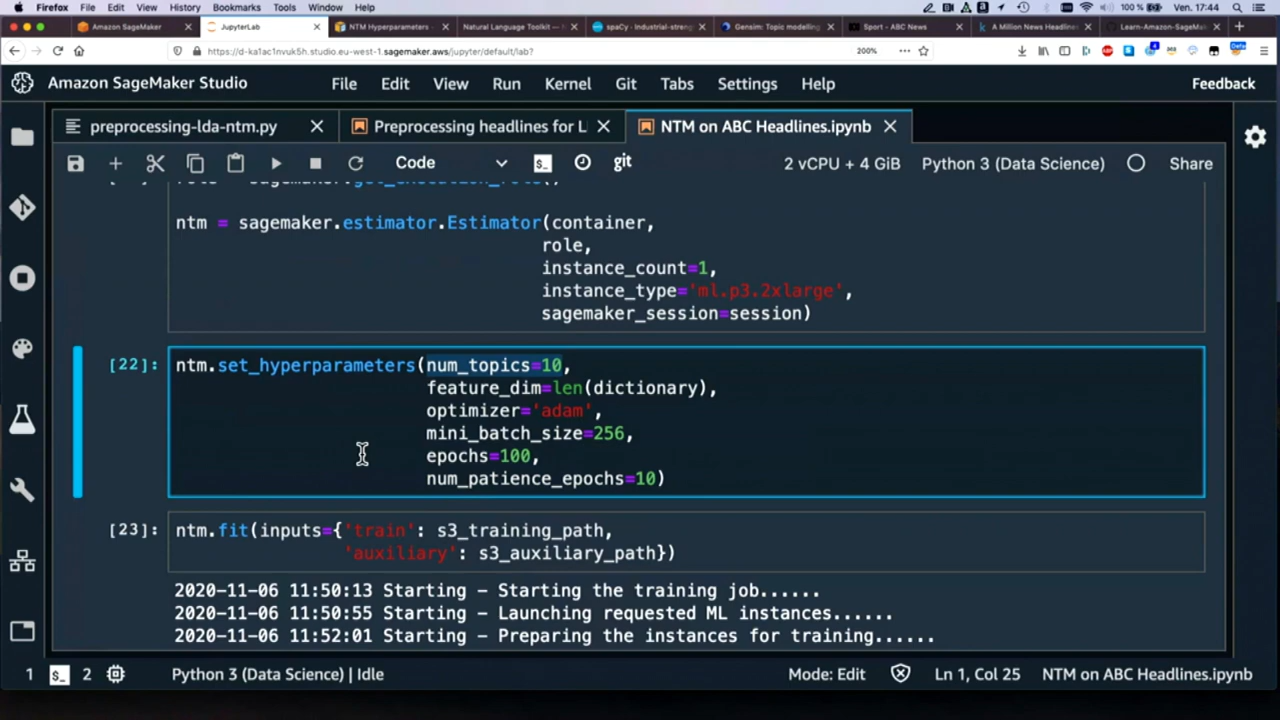 Firefox File Edit View History Bookmarks Tools Window Help 100 % Ven. 17:44
Amazon SageMaker JupyterLab NTM Hyperparameters - Natural Language Toolkit — spaCy · Industrial-streng Gensim: Topic modelling Sport - ABC News A Million News Headlines Learn-Amazon-SageMak
https://d-ka1ac1nvuk5h.studio.eu-west-1.sagemaker.aws/jupyter/default/lab? 200%
Amazon SageMaker Studio File Edit View Run Kernel Git Tabs Settings Help Feedback
preprocessing-lda-ntm.py Preprocessing headlines for L NTM on ABC Headlines.ipynb
Code git 2 vCPU + 4 GiB Python 3 (Data Science) Share
role = sagemaker.get_execution_role()
ntm = sagemaker.estimator.Estimator(container,
role,
instance_count=1,
instance_type='ml.p3.2xlarge',
sagemaker_session=session)
[22]: ntm.set_hyperparameters(num_topics=10,
feature_dim=len(dictionary),
optimizer='adam',
mini_batch_size=256,
epochs=100,
num_patience_epochs=10)
[23]: ntm.fit(inputs={'train': s3_training_path,
'auxiliary': s3_auxiliary_path})
2020-11-06 11:50:13 Starting - Starting the training job......
2020-11-06 11:50:55 Starting - Launching requested ML instances......
2020-11-06 11:52:01 Starting - Preparing the instances for training......
1 2 Python 3 (Data Science) | Idle Mode: Edit Ln 1, Col 25 NTM on ABC Headlines.ipynb